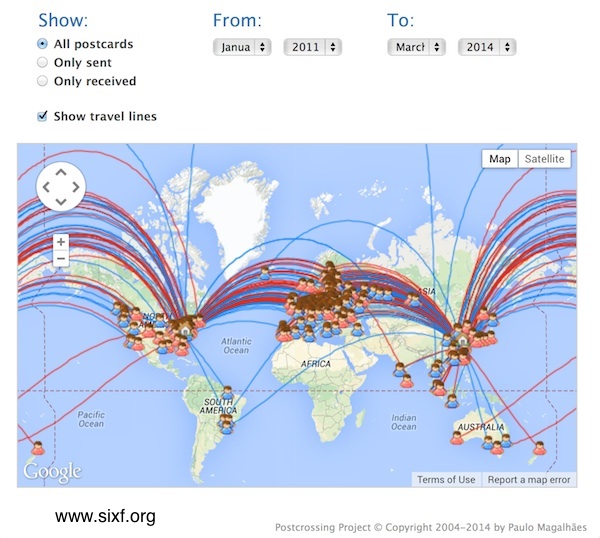 Show: From: To:
All postcards Janua 2011 March 2014
Only sent
Only received
Show travel lines
Map Satellite
+
−
NORTH
Atlantic
Ocean
ASIA
AFRICA
SOUTH
AMERICA
Pacific
Ocean
Indian
Ocean
AUSTRALIA
Google
Terms of Use Report a map error
www.sixf.org
Postcrossing Project © Copyright 2004-2014 by Paulo Magalhães